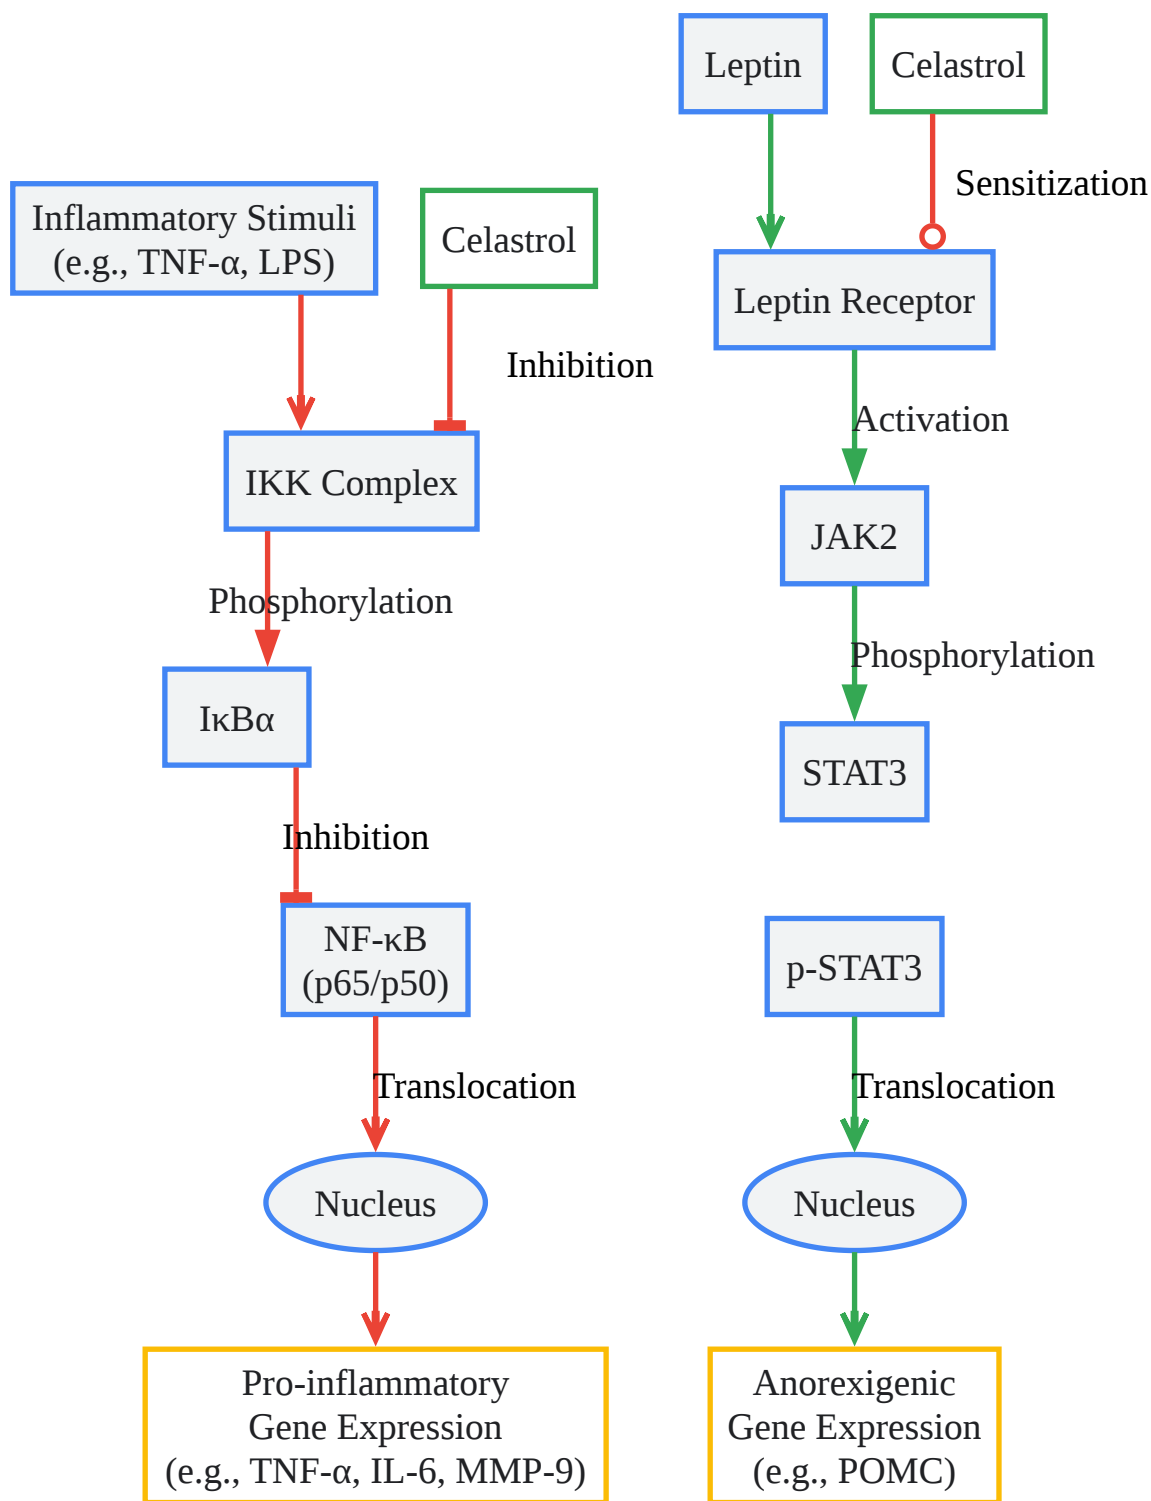 Inflammatory Stimuli
(e.g., TNF-α, LPS)
Celastrol
Inhibition
IKK Complex
Phosphorylation
IκBα
Inhibition
NF-κB
(p65/p50)
Translocation
Nucleus
Pro-inflammatory
Gene Expression
(e.g., TNF-α, IL-6, MMP-9)
Leptin
Celastrol
Sensitization
Leptin Receptor
Activation
JAK2
Phosphorylation
STAT3
p-STAT3
Translocation
Nucleus
Anorexigenic
Gene Expression
(e.g., POMC)